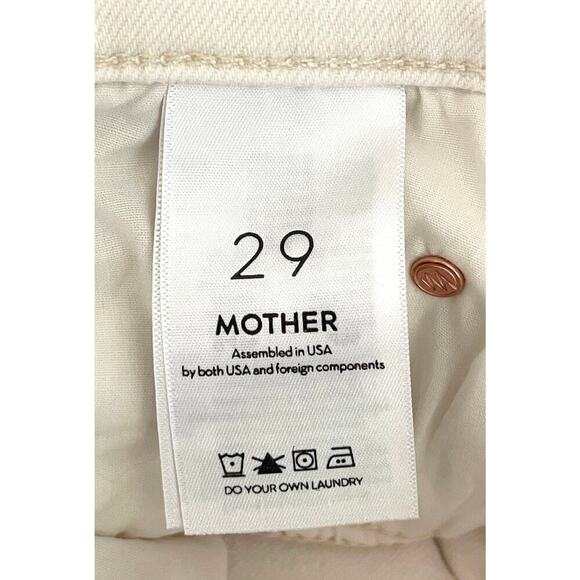 29
MOTHER
Assembled in USA
by both USA and foreign components
DO YOUR OWN LAUNDRY